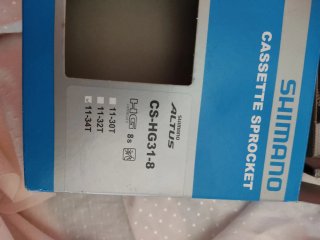 SHIMANO
CASSETTE SPROCKET
SHIMANO
ALTUS
CS-HG31-8
HG 8s
11-30T
11-32T
11-34T